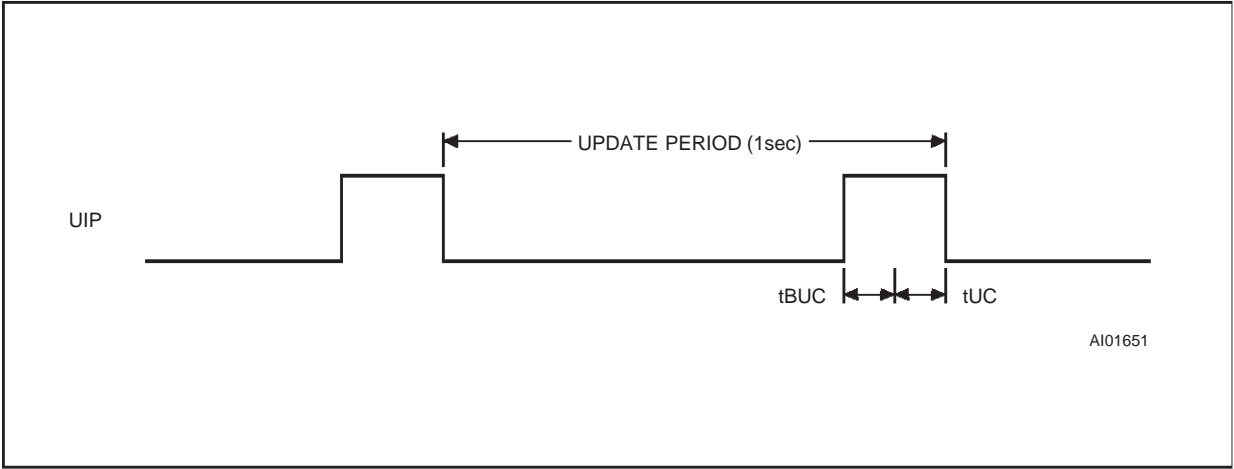 UPDATE PERIOD (1sec)
UIP
tBUC
tUC
AI01651